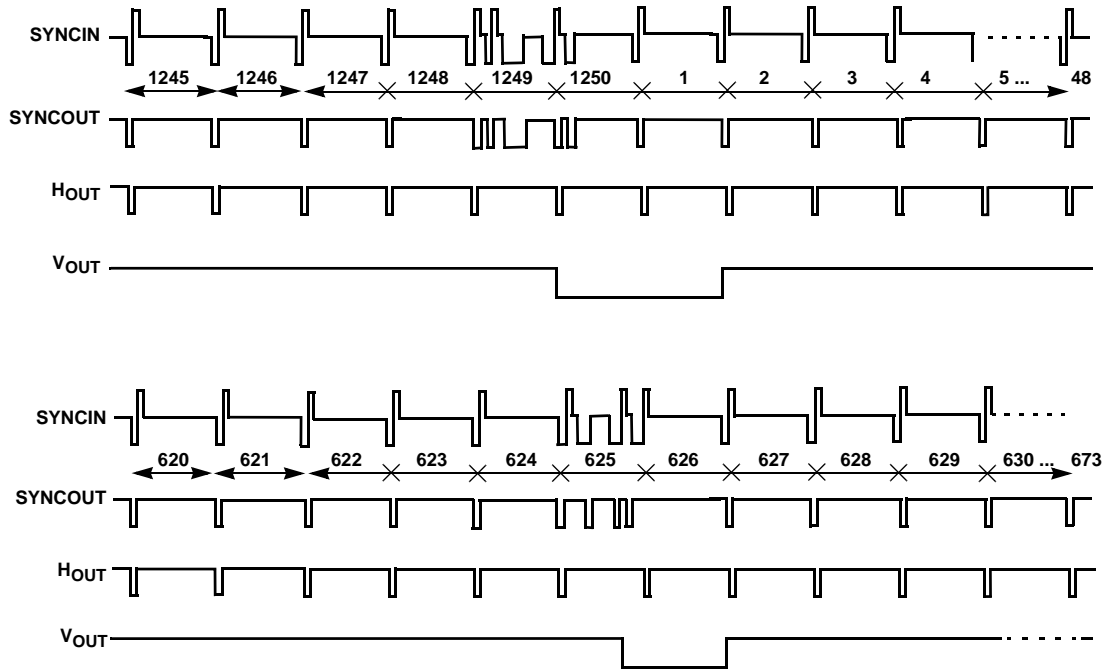 SYNCIN
1245 1246 1247 1248 1249 1250 1 2 3 4 5 ... 48
SYNCOUT
HOUT
VOUT
SYNCIN
620 621 622 623 624 625 626 627 628 629 630 ... 673
SYNCOUT
HOUT
VOUT